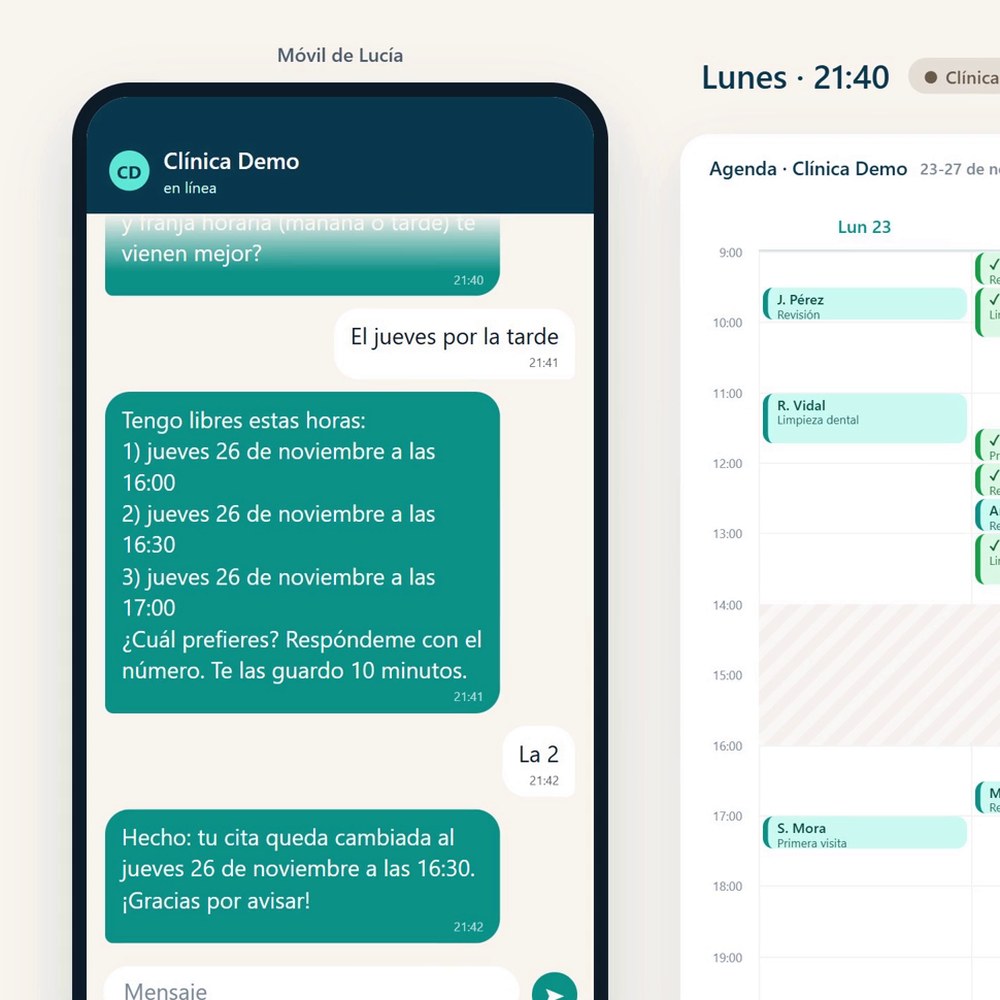 Móvil de Lucía
CD
Clínica Demo
en línea
y franja horaria (mañana o tarde) te
vienen mejor?
21:40
El jueves por la tarde
21:41
Tengo libres estas horas:
1) jueves 26 de noviembre a las
16:00
2) jueves 26 de noviembre a las
16:30
3) jueves 26 de noviembre a las
17:00
¿Cuál prefieres? Respóndeme con el
número. Te las guardo 10 minutos.
21:41
La 2
21:42
Hecho: tu cita queda cambiada al
jueves 26 de noviembre a las 16:30.
¡Gracias por avisar!
21:42
Mensaje
Lunes · 21:40
Clínica
Agenda · Clínica Demo 23-27 de
Lun 23
9:00
J. Pérez
Revisión
10:00
11:00
R. Vidal
Limpieza dental
12:00
13:00
14:00
15:00
16:00
17:00
S. Mora
Primera visita
18:00
19:00